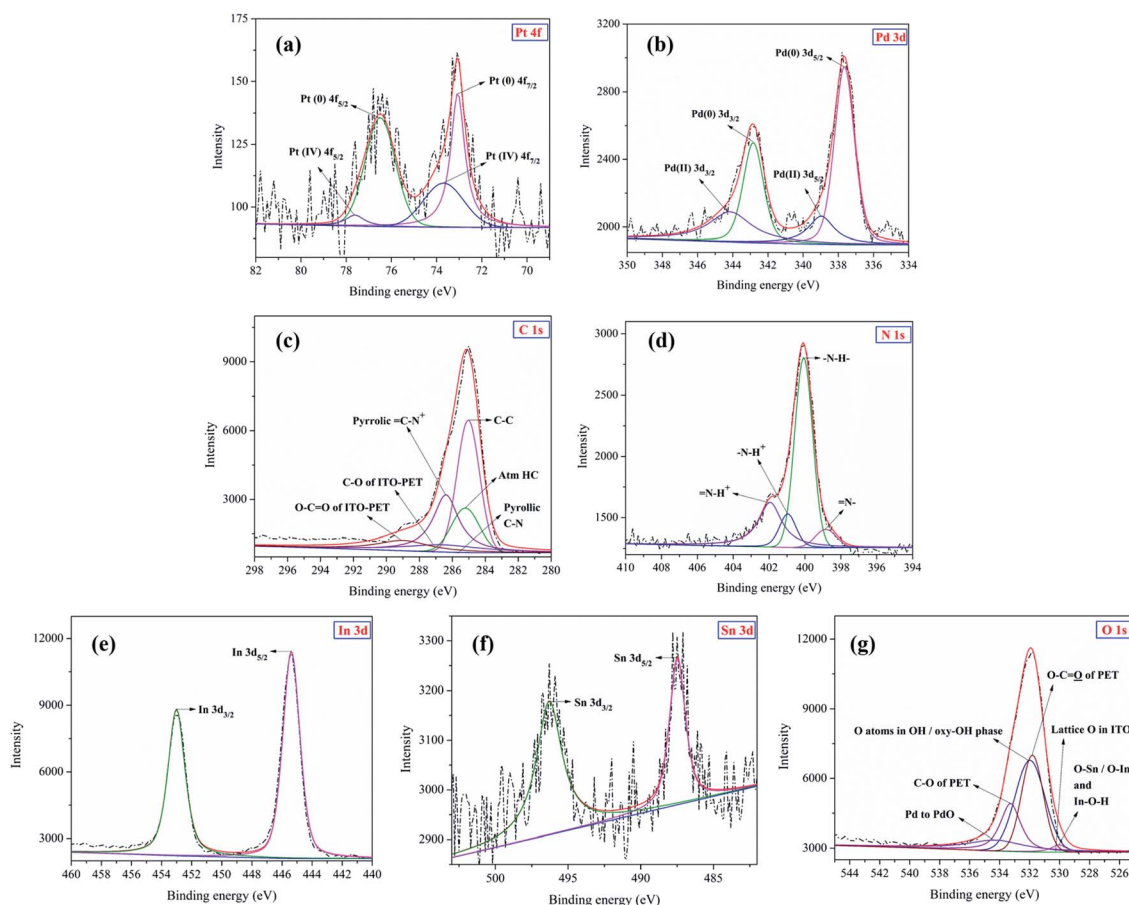 (a)
Pt 4f
175
150
125
100
Intensity
Pt (0) 4f7/2
Pt (0) 4f5/2
Pt (IV) 4f5/2
Pt (IV) 4f7/2
82 80 78 76 74 72 70
Binding energy (eV)
(b)
Pd 3d
3200
2800
2400
2000
Intensity
Pd(0) 3d5/2
Pd(0) 3d3/2
Pd(II) 3d3/2
Pd(II) 3d5/2
350 348 346 344 342 340 338 336 334
Binding energy (eV)
(c)
C 1s
9000
6000
3000
Intensity
Pyrrolic =C-N+
C-C
C-O of ITO-PET
Atm HC
O-C=O of ITO-PET
Pyrollic
C-N
298 296 294 292 290 288 286 284 282 280
Binding energy (eV)
(d)
N 1s
3000
2500
2000
1500
Intensity
-N-H-
-N-H+
=N-H+
=N-
410 408 406 404 402 400 398 396 394
Binding energy (eV)
(e)
In 3d
12000
9000
6000
3000
Intensity
In 3d5/2
In 3d3/2
460 458 456 454 452 450 448 446 444 442 440
Binding energy (eV)
(f)
Sn 3d
3300
3200
3100
3000
2900
Intensity
Sn 3d5/2
Sn 3d3/2
500 495 490 485
Binding energy (eV)
(g)
O 1s
12000
9000
6000
3000
Intensity
O-C=O of PET
O atoms in OH / oxy-OH phase
Lattice O in ITO
O-Sn / O-In
and
In-O-H
C-O of PET
Pd to PdO
544 542 540 538 536 534 532 530 528 526
Binding energy (eV)